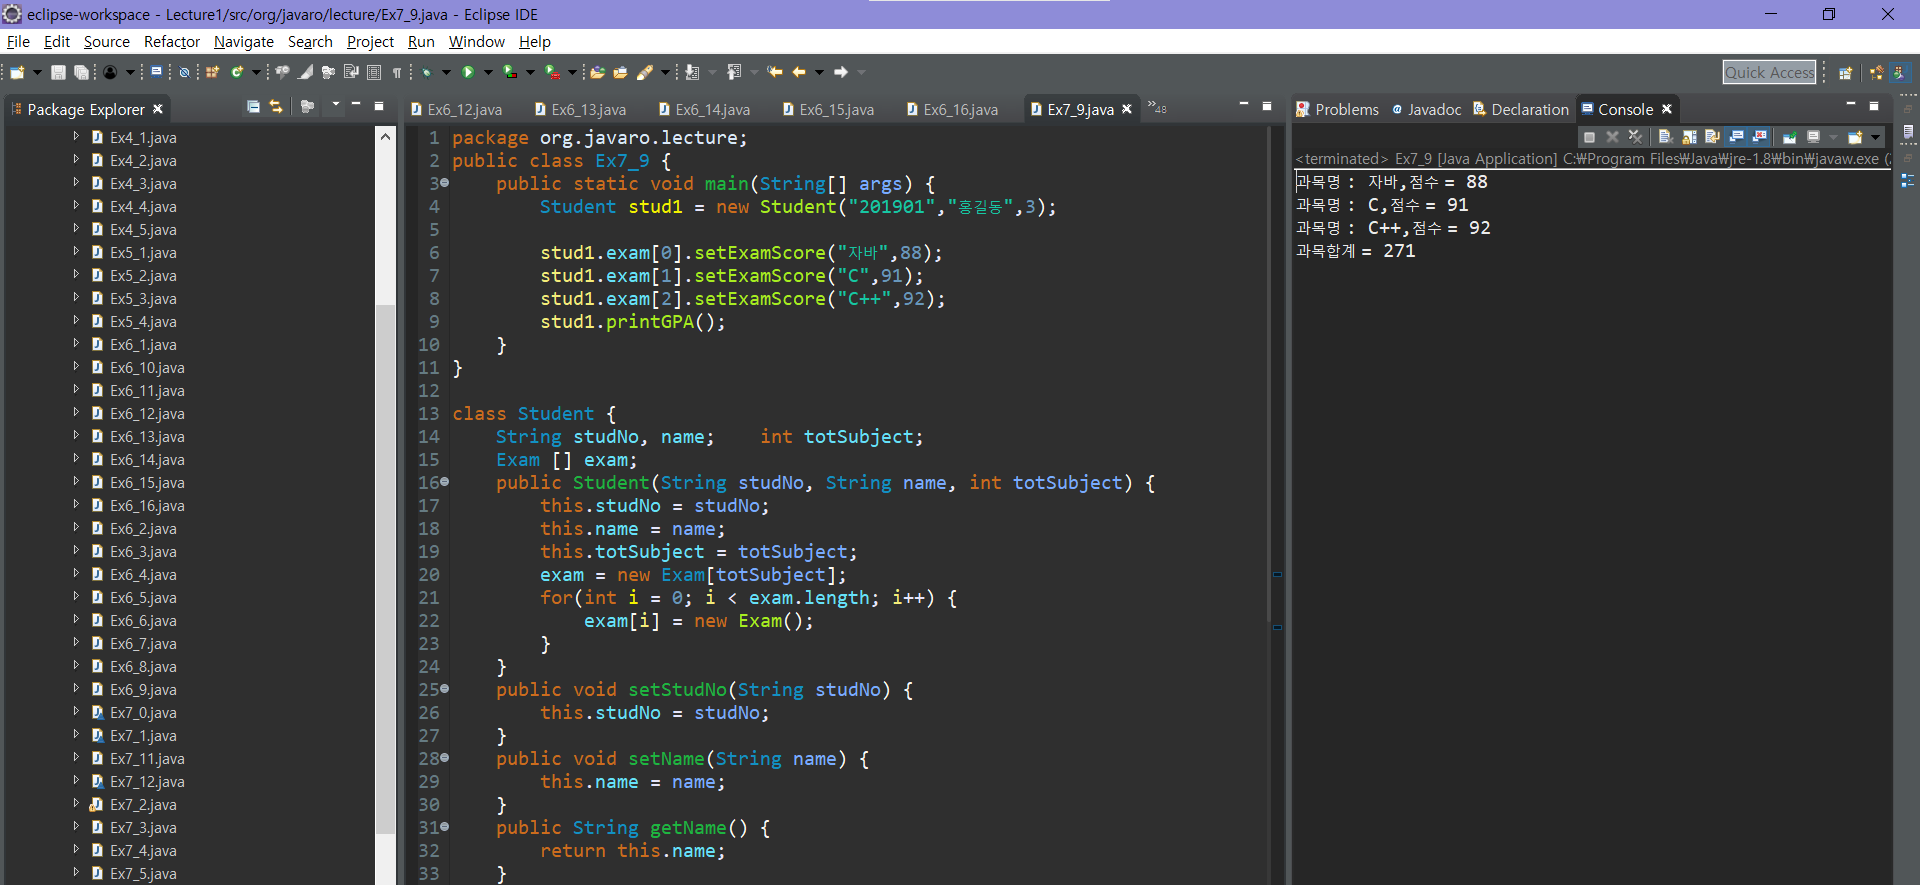 eclipse-workspace - Lecture1/src/org/javaro/lecture/Ex7_9.java - Eclipse IDE
File Edit Source Refactor Navigate Search Project Run Window Help
Quick Access
Package Explorer
Ex4_1.java
Ex4_2.java
Ex4_3.java
Ex4_4.java
Ex4_5.java
Ex5_1.java
Ex5_2.java
Ex5_3.java
Ex5_4.java
Ex6_1.java
Ex6_10.java
Ex6_11.java
Ex6_12.java
Ex6_13.java
Ex6_14.java
Ex6_15.java
Ex6_16.java
Ex6_2.java
Ex6_3.java
Ex6_4.java
Ex6_5.java
Ex6_6.java
Ex6_7.java
Ex6_8.java
Ex6_9.java
Ex7_0.java
Ex7_1.java
Ex7_11.java
Ex7_12.java
Ex7_2.java
Ex7_3.java
Ex7_4.java
Ex7_5.java
Ex6_12.java Ex6_13.java Ex6_14.java Ex6_15.java Ex6_16.java Ex7_9.java »48
1 package org.javaro.lecture;
2 public class Ex7_9 {
3 public static void main(String[] args) {
4 Student stud1 = new Student("201901","홍길동",3);
5
6 stud1.exam[0].setExamScore("자바",88);
7 stud1.exam[1].setExamScore("C",91);
8 stud1.exam[2].setExamScore("C++",92);
9 stud1.printGPA();
10 }
11 }
12
13 class Student {
14 String studNo, name; int totSubject;
15 Exam [] exam;
16 public Student(String studNo, String name, int totSubject) {
17 this.studNo = studNo;
18 this.name = name;
19 this.totSubject = totSubject;
20 exam = new Exam[totSubject];
21 for(int i = 0; i < exam.length; i++) {
22 exam[i] = new Exam();
23 }
24 }
25 public void setStudNo(String studNo) {
26 this.studNo = studNo;
27 }
28 public void setName(String name) {
29 this.name = name;
30 }
31 public String getName() {
32 return this.name;
33 }
Problems Javadoc Declaration Console
<terminated> Ex7_9 [Java Application] C:₩Program Files₩Java₩jre-1.8₩bin₩javaw.exe (
과목명 : 자바,점수 = 88
과목명 : C,점수 = 91
과목명 : C++,점수 = 92
과목합계 = 271